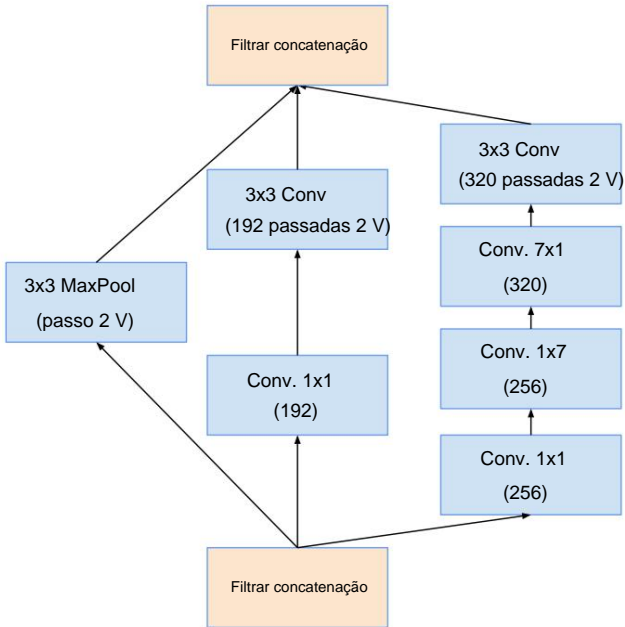 Filtrar concatenação
3x3 Conv
(320 passadas 2 V)
3x3 Conv
(192 passadas 2 V)
Conv. 7x1
(320)
3x3 MaxPool
(passo 2 V)
Conv. 1x7
(256)
Conv. 1x1
(192)
Conv. 1x1
(256)
Filtrar concatenação